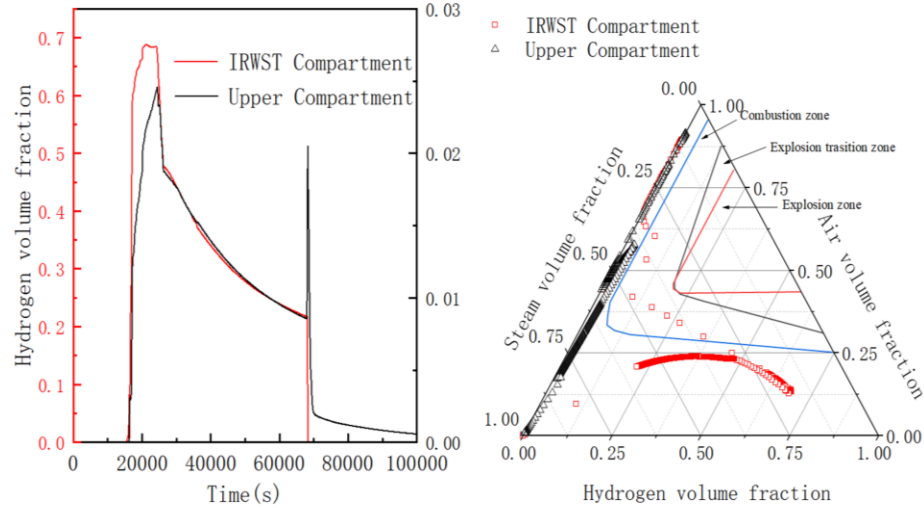 0.7
0.6
0.5
0.4
0.3
0.2
0.1
0.0
Hydrogen volume fraction
IRWST Compartment
Upper Compartment
0.03
0.02
0.01
0.00
0
20000
40000
60000
80000
100000
Time(s)
IRWST Compartment
Upper Compartment
0.00
0.25
0.50
0.75
1.00
Steam volume fraction
1.00
0.75
0.50
0.25
0.00
Air volume fraction
Combustion zone
Explosion trasition zone
Explosion zone
0.00
0.25
0.50
0.75
1.00
Hydrogen volume fraction